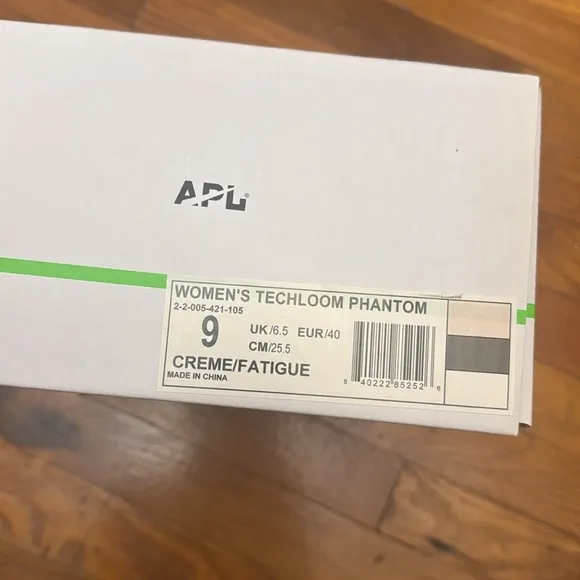 APL
WOMEN'S TECHLOOM PHANTOM
2-2-005-421-105
9
UK/6.5 EUR/40
CM/25.5
CREME/FATIGUE
MADE IN CHINA
8 40222 85252 6